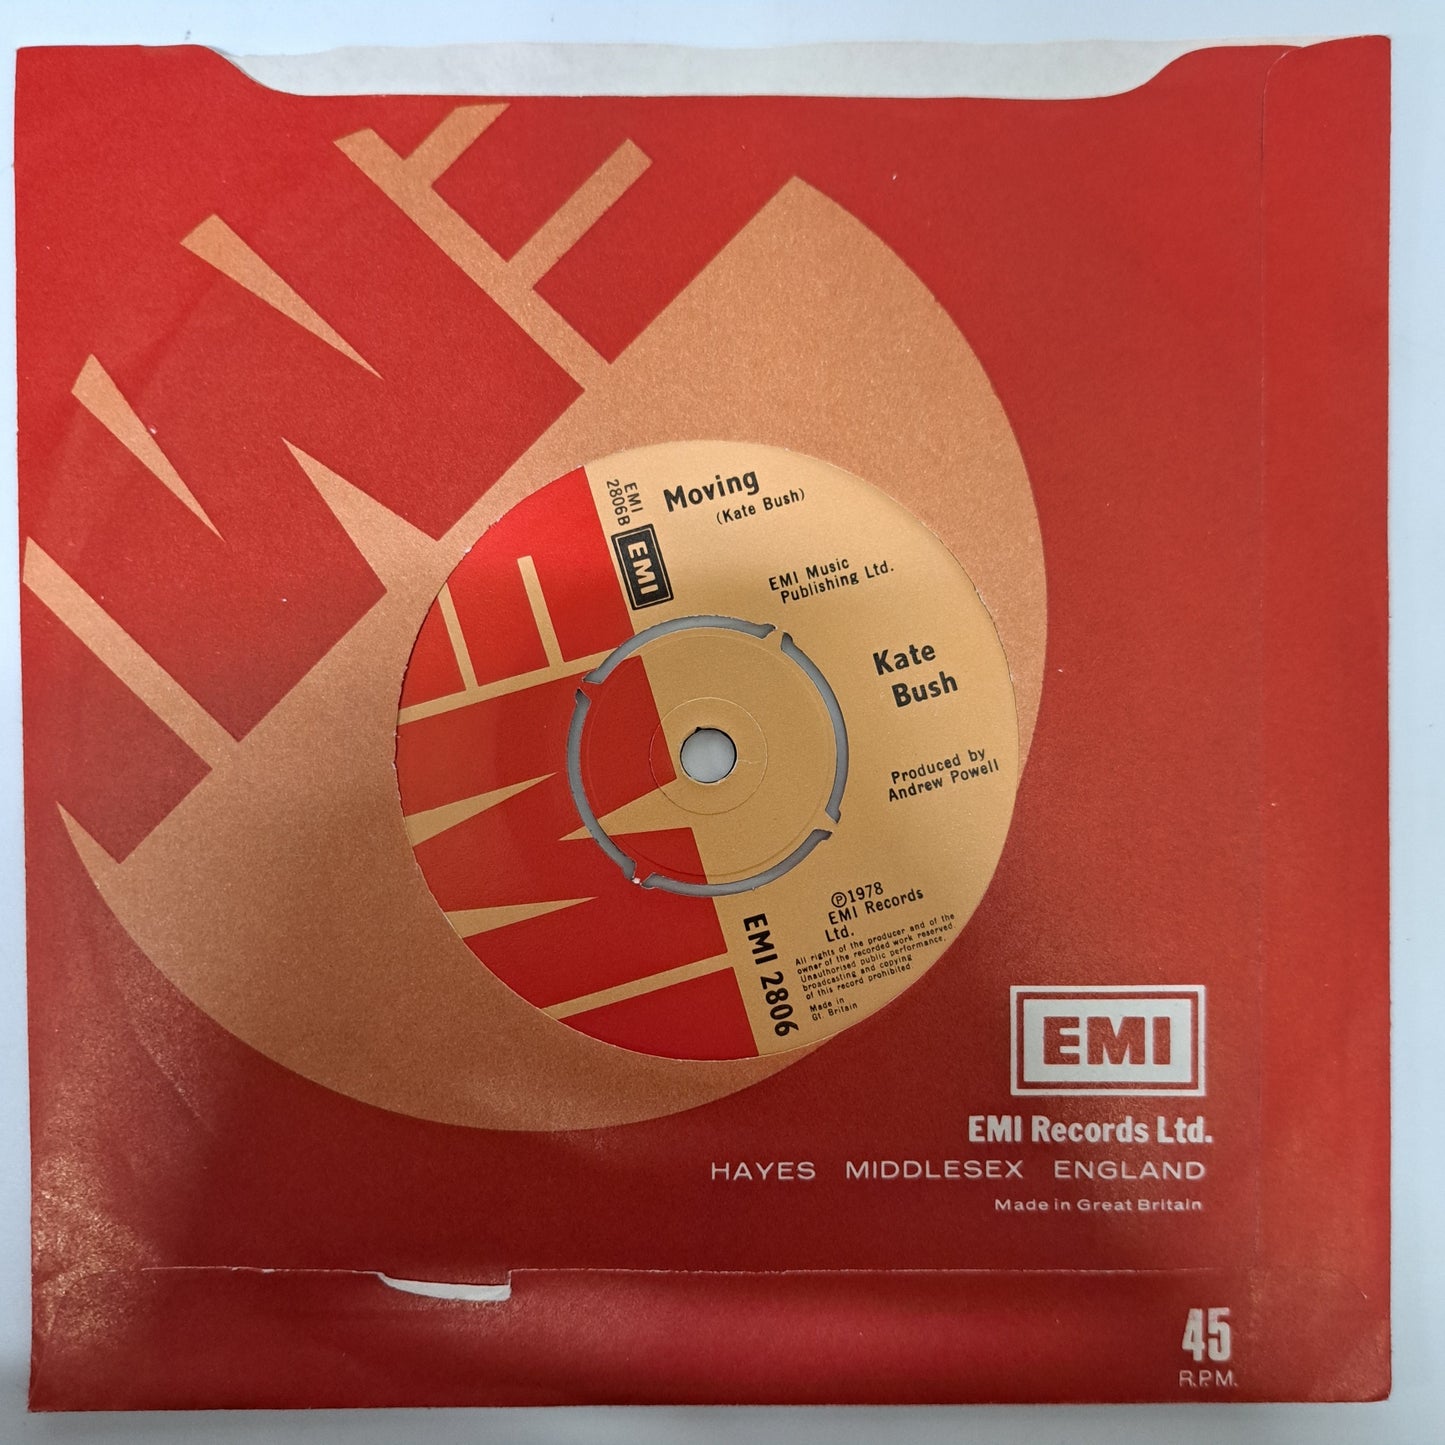 EMI
2806B
EMI
Moving
(Kate Bush)
EMI Music
Publishing Ltd.
Kate
Bush
Produced by
Andrew Powell
℗1978
EMI Records
Ltd.
All rights of the producer and of the
owner of the recorded work reserved.
Unauthorised public performance,
broadcasting and copying
of this record prohibited
Made in
Gt. Britain
EMI 2806
EMI
EMI
EMI
EMI Records Ltd.
HAYES MIDDLESEX ENGLAND
Made in Great Britain
45
R.P.M.